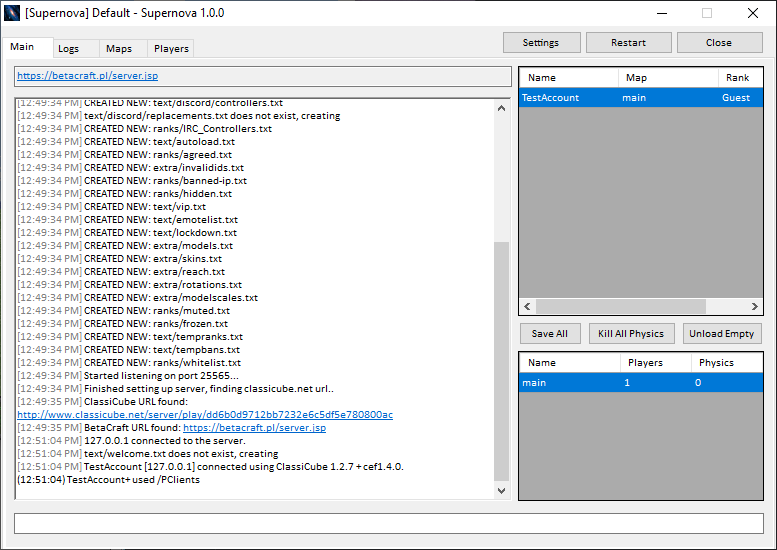 [Supernova] Default - Supernova 1.0.0
Main Logs Maps Players
Settings Restart Close
https://betacraft.pl/server.jsp
[12:49:34 PM] CREATED NEW: text/discord/controllers.txt
[12:49:34 PM] text/discord/replacements.txt does not exist, creating
[12:49:34 PM] CREATED NEW: ranks/IRC_Controllers.txt
[12:49:34 PM] CREATED NEW: text/autoload.txt
[12:49:34 PM] CREATED NEW: ranks/agreed.txt
[12:49:34 PM] CREATED NEW: extra/invalidids.txt
[12:49:34 PM] CREATED NEW: ranks/banned-ip.txt
[12:49:34 PM] CREATED NEW: ranks/hidden.txt
[12:49:34 PM] CREATED NEW: text/vip.txt
[12:49:34 PM] CREATED NEW: text/emotelist.txt
[12:49:34 PM] CREATED NEW: text/lockdown.txt
[12:49:34 PM] CREATED NEW: extra/models.txt
[12:49:34 PM] CREATED NEW: extra/skins.txt
[12:49:34 PM] CREATED NEW: extra/reach.txt
[12:49:34 PM] CREATED NEW: extra/rotations.txt
[12:49:34 PM] CREATED NEW: extra/modelscales.txt
[12:49:34 PM] CREATED NEW: ranks/muted.txt
[12:49:34 PM] CREATED NEW: ranks/frozen.txt
[12:49:34 PM] CREATED NEW: text/tempranks.txt
[12:49:34 PM] CREATED NEW: text/tempbans.txt
[12:49:34 PM] CREATED NEW: ranks/whitelist.txt
[12:49:34 PM] Started listening on port 25565...
[12:49:34 PM] Finished setting up server, finding classicube.net url..
[12:49:35 PM] ClassiCube URL found:
http://www.classicube.net/server/play/dd6b0d9712bb7232e6c5df5e780800ac
[12:49:35 PM] BetaCraft URL found: https://betacraft.pl/server.jsp
[12:51:04 PM] 127.0.0.1 connected to the server.
[12:51:04 PM] text/welcome.txt does not exist, creating
[12:51:04 PM] TestAccount [127.0.0.1] connected using ClassiCube 1.2.7 + cef1.4.0.
(12:51:04) TestAccount+ used /PClients
Name Map Rank
TestAccount main Guest
Save All Kill All Physics Unload Empty
Name Players Physics
main 1 0